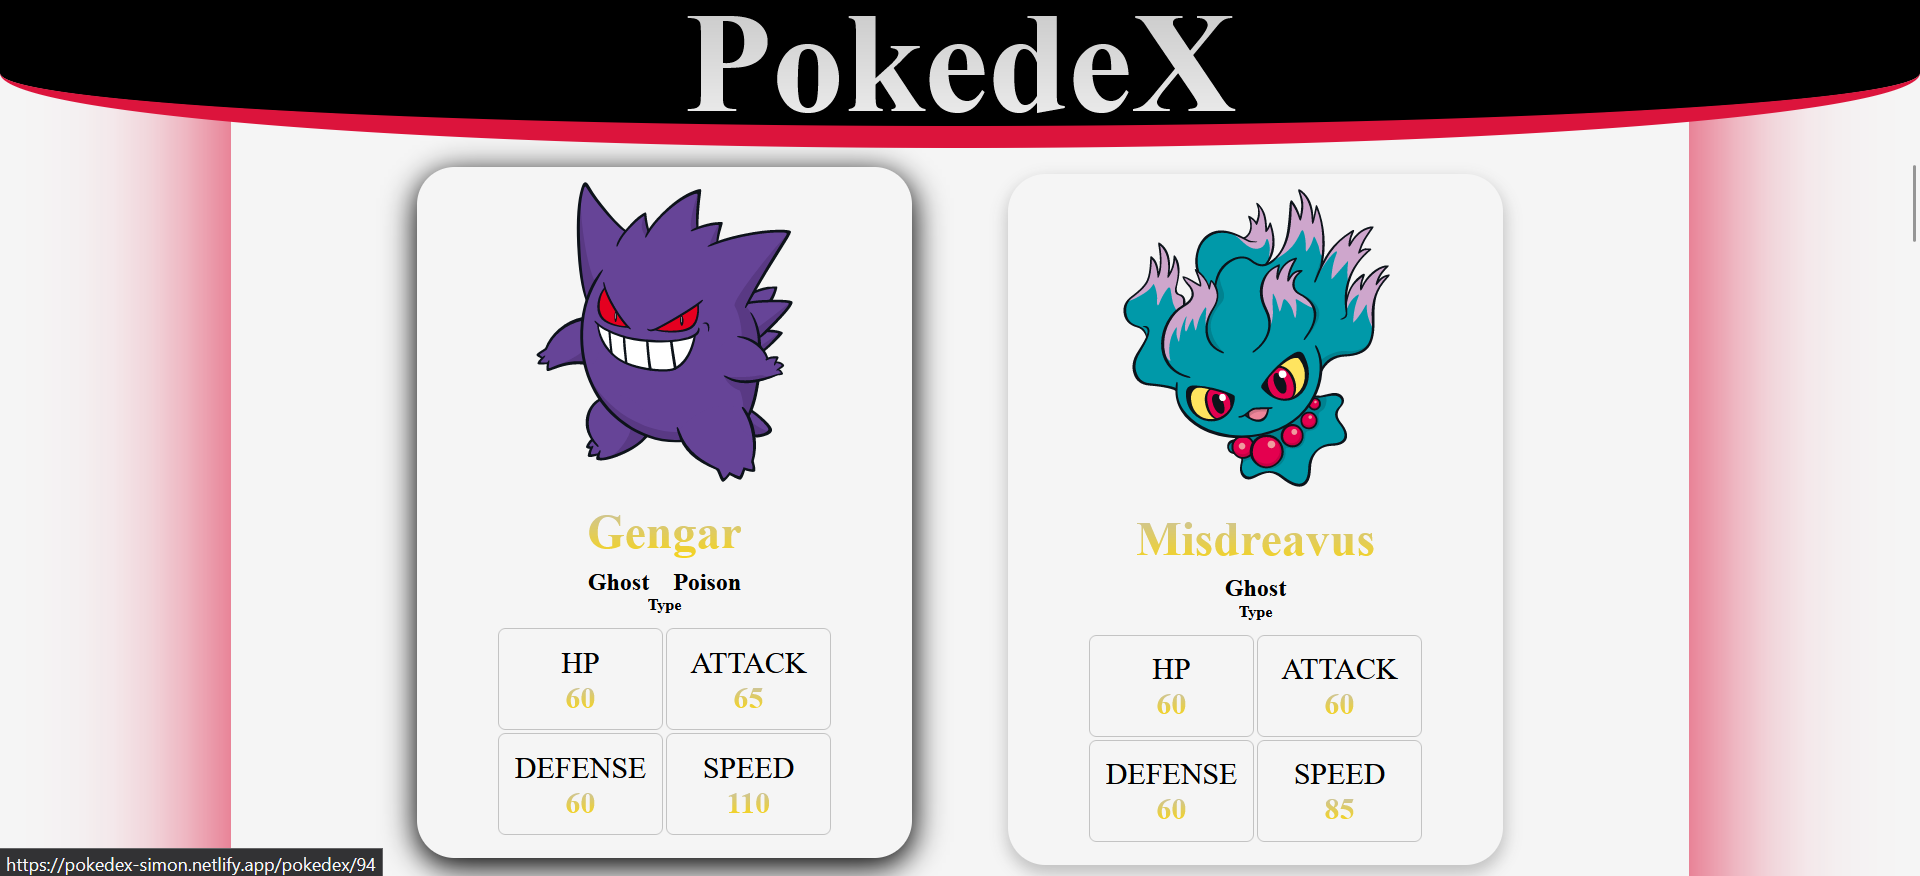 PokedeX
Gengar
Ghost Poison
Type
HP
60
ATTACK
65
DEFENSE
60
SPEED
110
Misdreavus
Ghost
Type
HP
60
ATTACK
60
DEFENSE
60
SPEED
85
https://pokedex-simon.netlify.app/pokedex/94